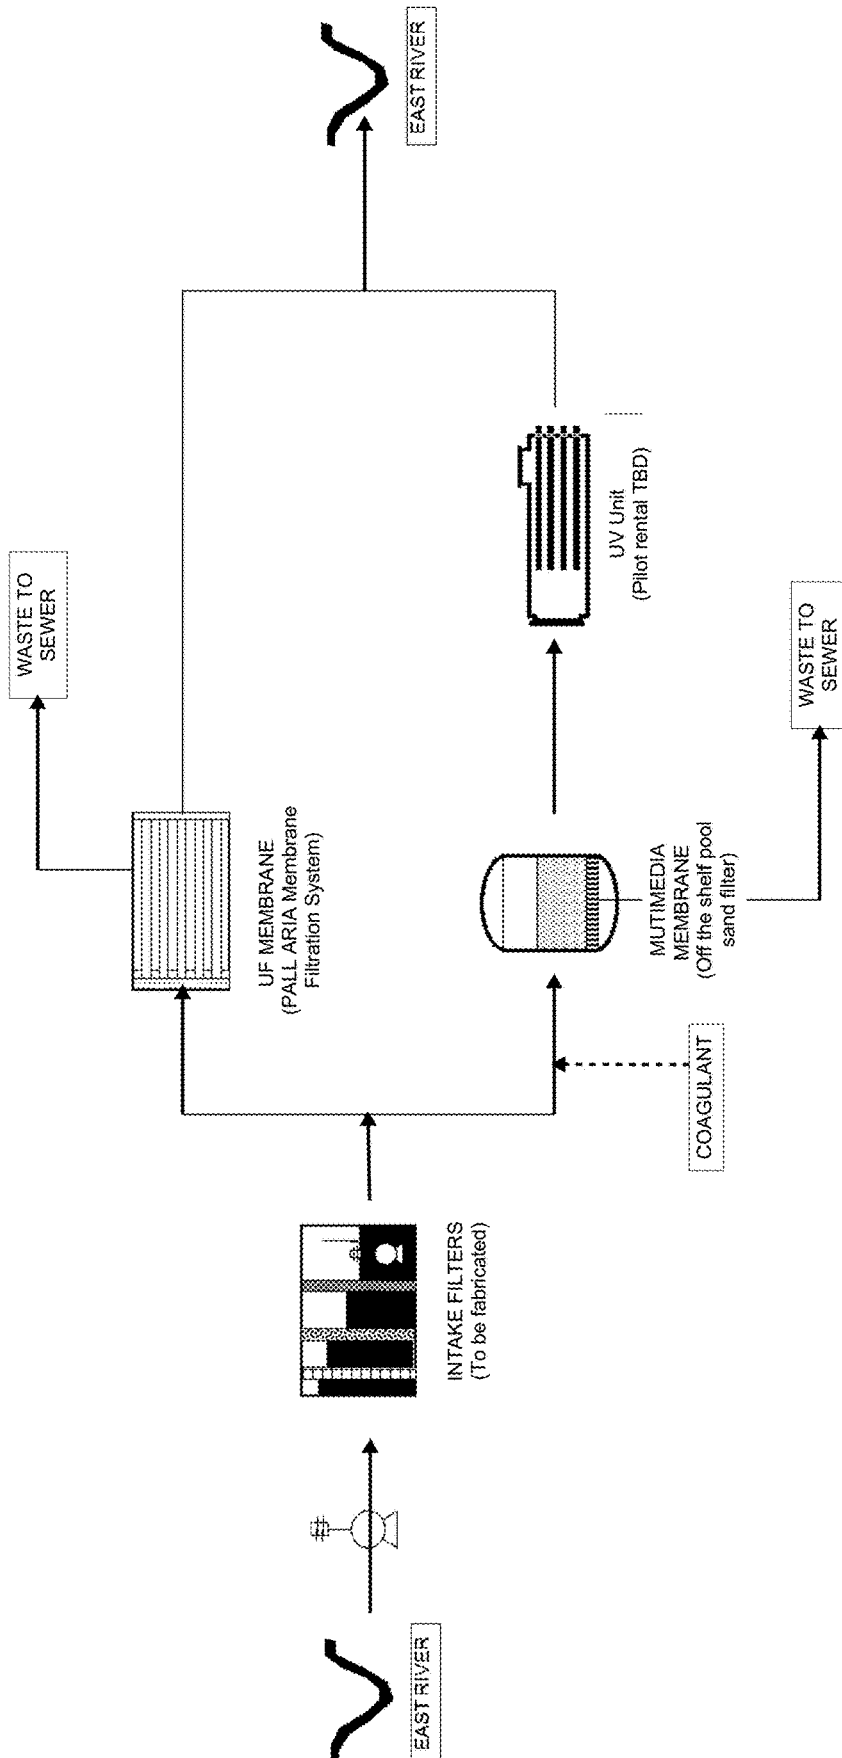 EAST RIVER
INTAKE FILTERS
(To be fabricated)
COAGULANT
UF MEMBRANE
(PALL ARIA Membrane
Filtration System)
WASTE TO
SEWER
MUTIMEDIA
MEMBRANE
(Off the shelf pool
sand filter)
WASTE TO
SEWER
UV Unit
(Pilot rental TBD)
EAST RIVER